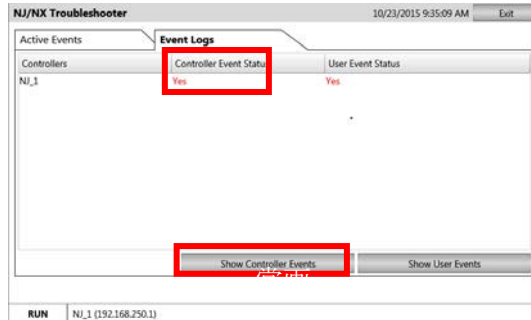 NJ/NX Troubleshooter 10/23/2015 9:35:09 AM Exit
Active Events Event Logs
Controllers Controller Event Status User Event Status
NJ_1 Yes Yes
Show Controller Events Show User Events
RUN NJ_1 (192.168.250.1)